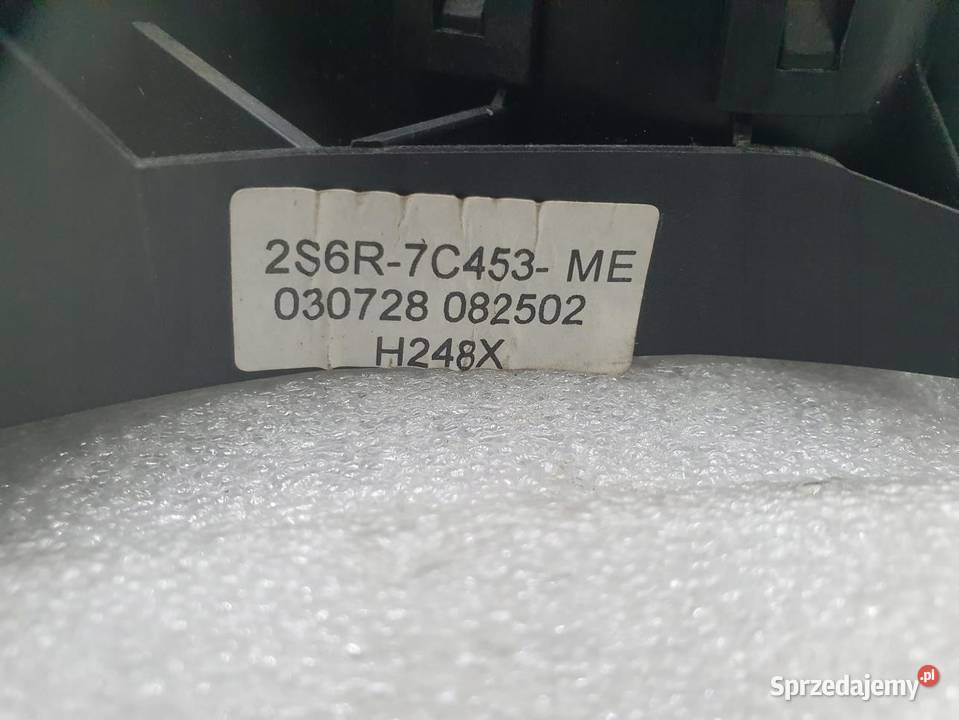 2S6R-7C453- ME
030728 082502
H248X
Sprzedajemy.pl